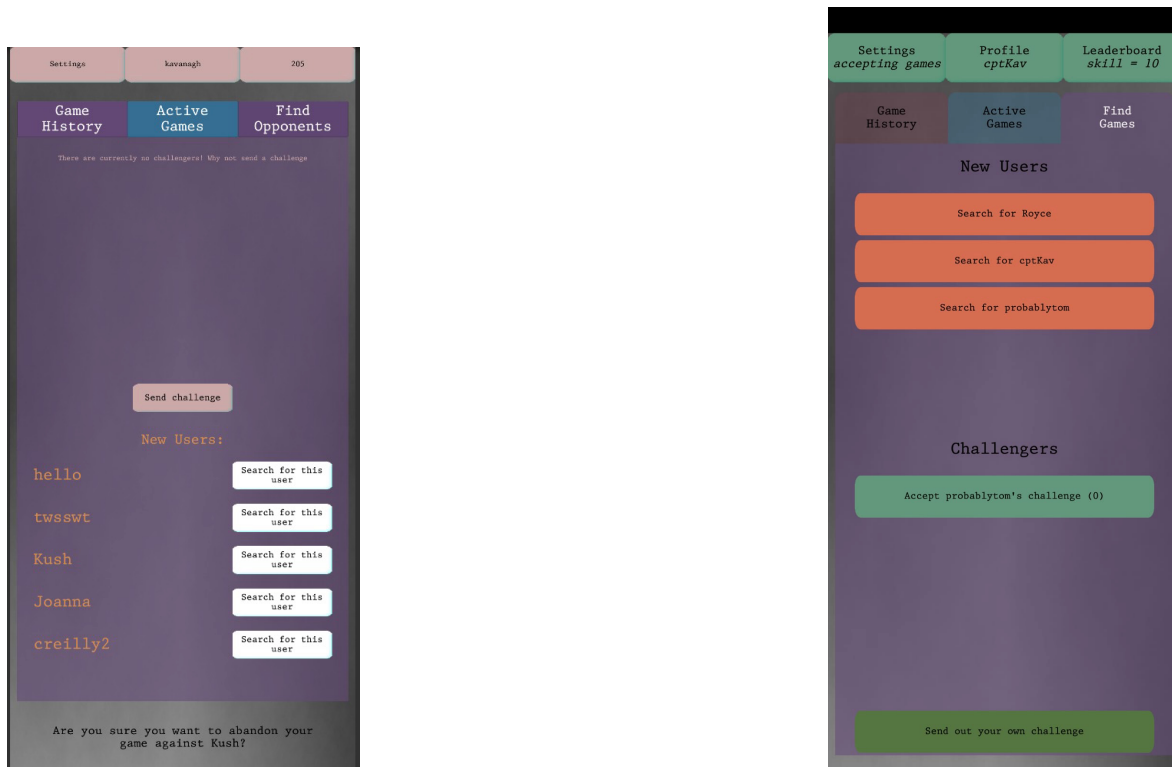 Settings
kavanagh
205
Game
History
Active
Games
Find
Opponents
There are currently no challengers! Why not send a challenge
Send challenge
New Users:
hello
Search for this
user
twsswt
Search for this
user
Kush
Search for this
user
Joanna
Search for this
user
creilly2
Search for this
user
Are you sure you want to abandon your
game against Kush?
Settings
accepting games
Profile
cptKav
Leaderboard
skill = 10
Game
History
Active
Games
Find
Games
New Users
Search for Royce
Search for cptKav
Search for probablytom
Challengers
Accept probablytom's challenge (0)
Send out your own challenge